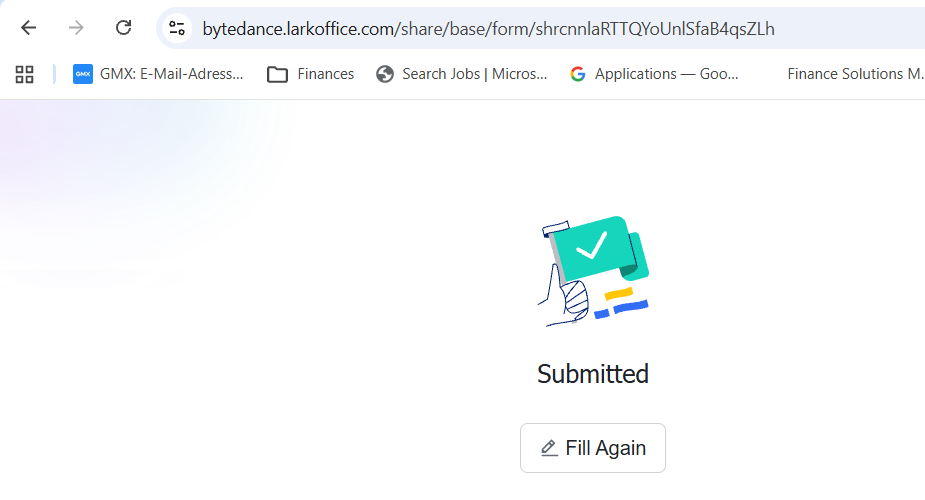 bytedance.larkoffice.com/share/base/form/shrcnnlaRTTQYoUnlSfaB4qsZLh
GMX GMX: E-Mail-Adress... Finances Search Jobs | Micros... Applications — Goo... Finance Solutions M.
Submitted
Fill Again